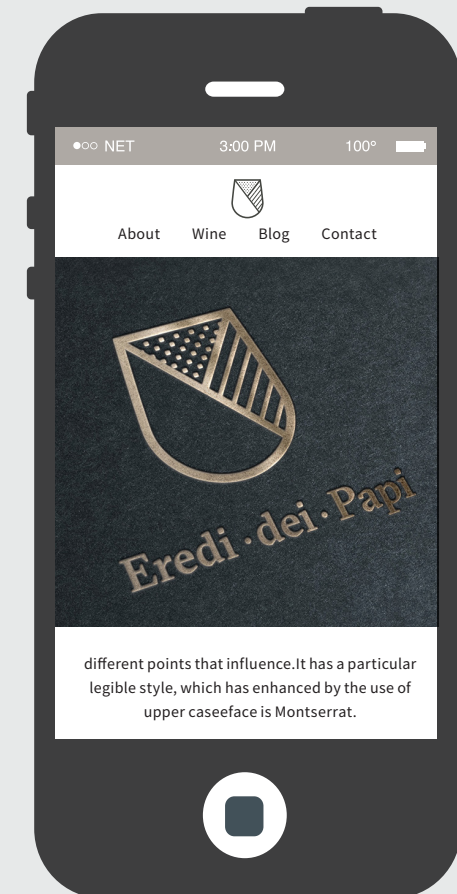 NET 3:00 PM 100°
About Wine Blog Contact
Eredi·dei·Papi
different points that influence.It has a particular
legible style, which has enhanced by the use of
upper caseeface is Montserrat.